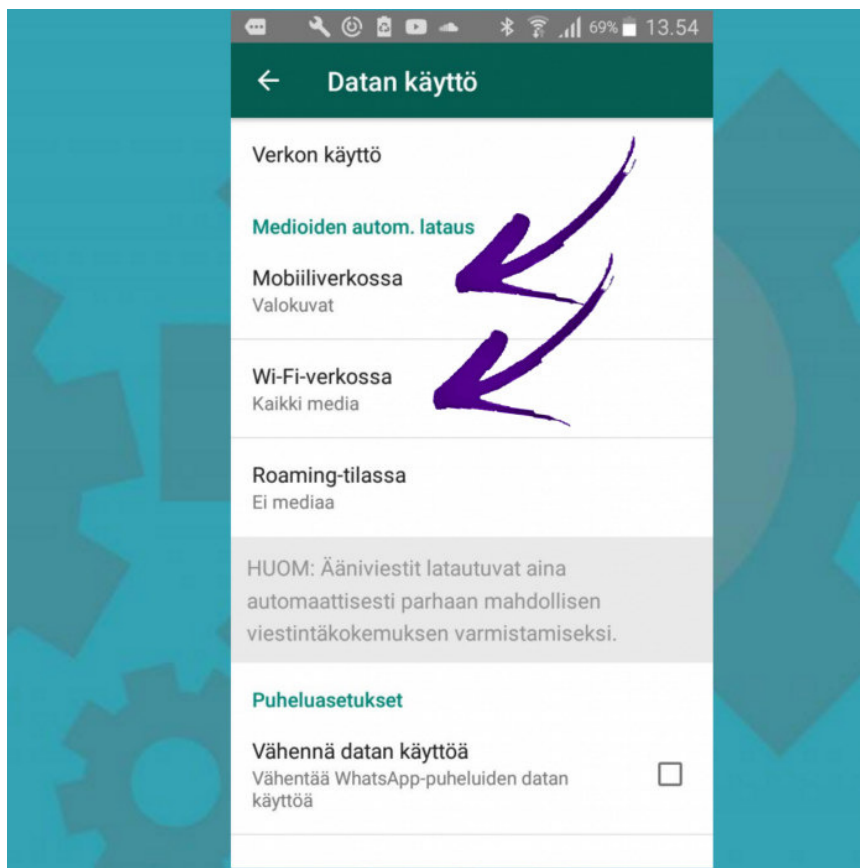 69% 13.54
Datan käyttö
Verkon käyttö
Medioiden autom. lataus
Mobiiliverkossa
Valokuvat
Wi-Fi-verkossa
Kaikki media
Roaming-tilassa
Ei mediaa
HUOM: Ääniviestit latautuvat aina
automaattisesti parhaan mahdollisen
viestintäkokemuksen varmistamiseksi.
Puheluasetukset
Vähennä datan käyttöä
Vähentää WhatsApp-puheluiden datan
käyttöä